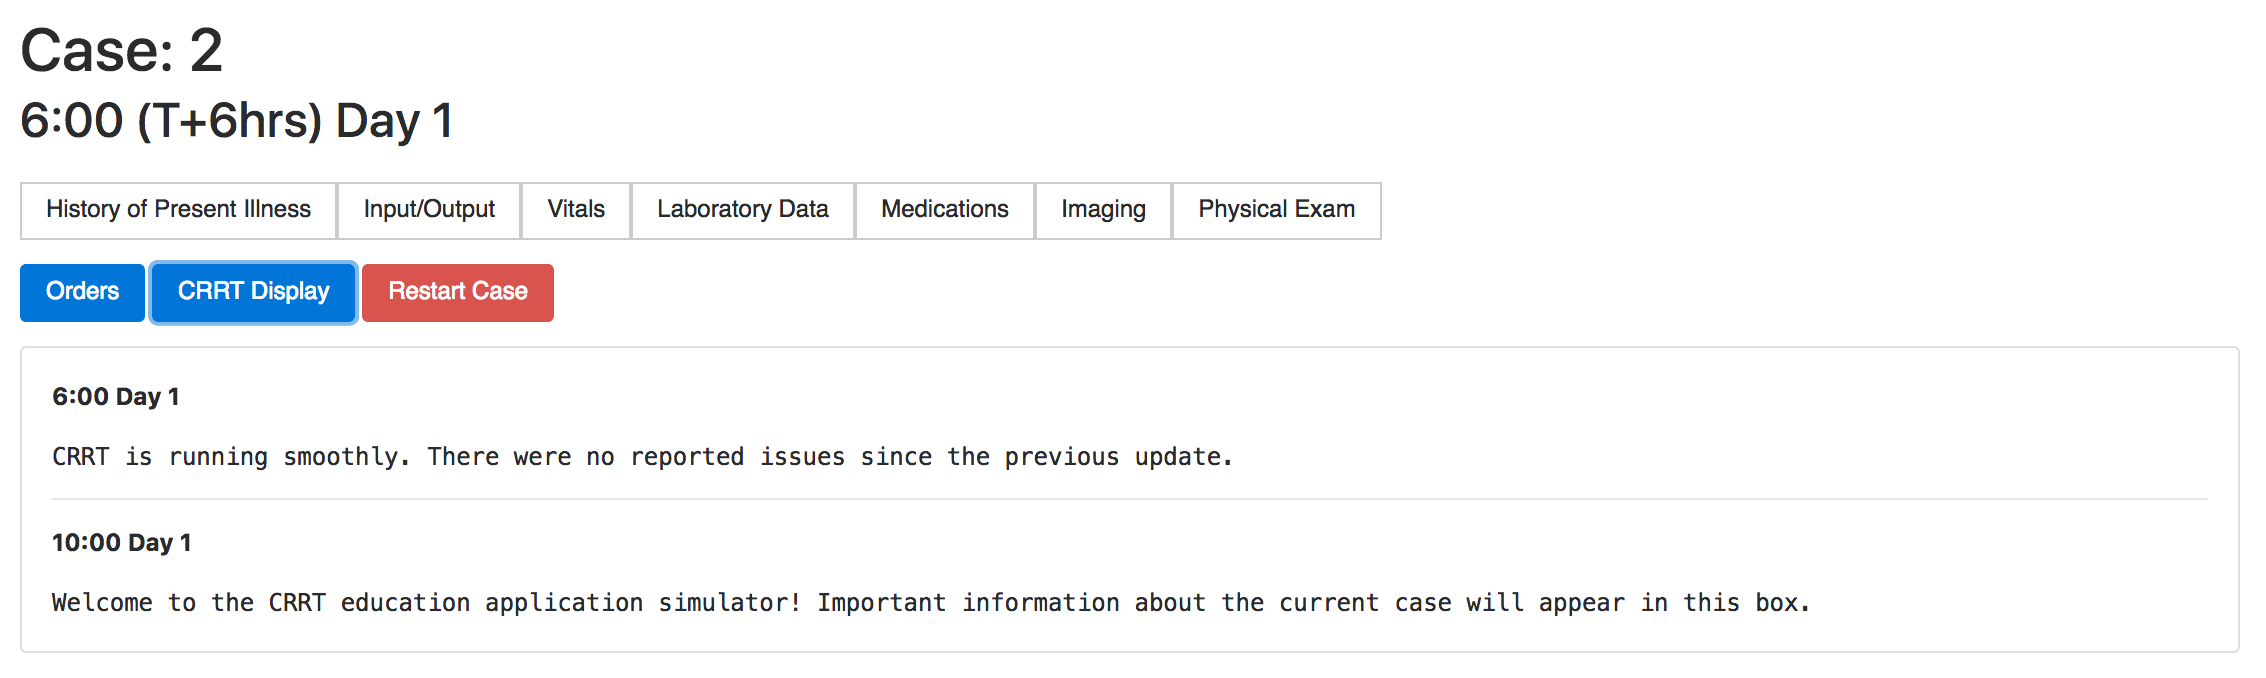 Case: 2
6:00 (T+6hrs) Day 1
History of Present Illness Input/Output Vitals Laboratory Data Medications Imaging Physical Exam
Orders CRRT Display Restart Case
6:00 Day 1
CRRT is running smoothly. There were no reported issues since the previous update.
10:00 Day 1
Welcome to the CRRT education application simulator! Important information about the current case will appear in this box.